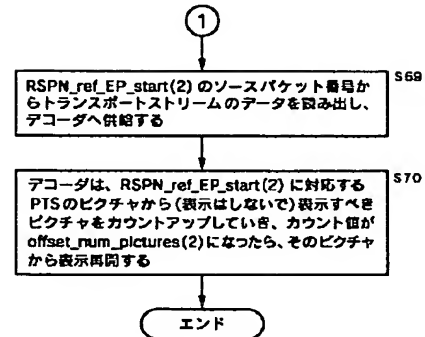 1
RSPN_ref_EP_start(2) のソースパケット番号か
らトランスポートストリームのデータを読み出し、
デコーダへ供給する
S69
デコーダは、RSPN_ref_EP_start(2) に対応する
PTSのピクチャから(表示はしないで)表示すべき
ピクチャをカウントアップしていき、カウント値が
offset_num_pictures(2)になったら、そのピクチャ
から表示再開する
S70
エンド